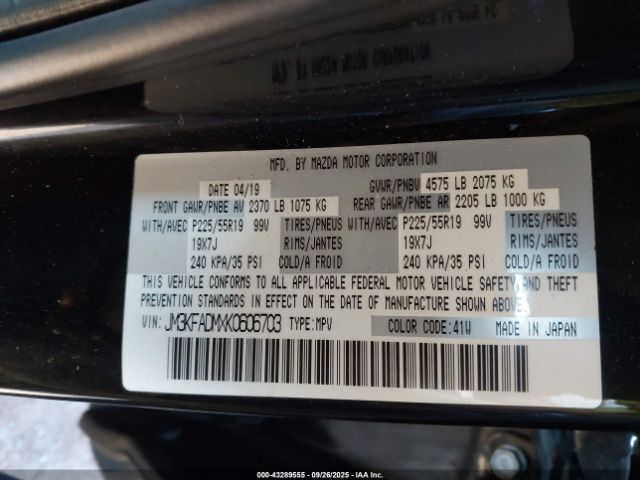 MFD. BY MAZDA MOTOR CORPORATION
DATE 04/19 GVWR/PNBV 4575 LB 2075 KG
FRONT GAWR/PNBE AV 2370 LB 1075 KG REAR GAWR/PNBE AR 2205 LB 1000 KG
WITH/AVEC P225/55R19 99V TIRES/PNEUS WITH/AVEC P225/55R19 99V TIRES/PNEUS
19X7J RIMS/JANTES 19X7J RIMS/JANTES
240 KPA/35 PSI COLD/A FROID 240 KPA/35 PSI COLD/A FROID
THIS VEHICLE CONFORMS TO ALL APPLICABLE FEDERAL MOTOR VEHICLE SAFETY AND THEFT
PREVENTION STANDARDS IN EFFECT ON THE DATE OF MANUFACTURE SHOWN ABOVE.
VIN: JM3KFADMXK0606703 TYPE: MPV COLOR CODE: 41W MADE IN JAPAN
000-43289555 - 09/26/2025 - IAA Inc.